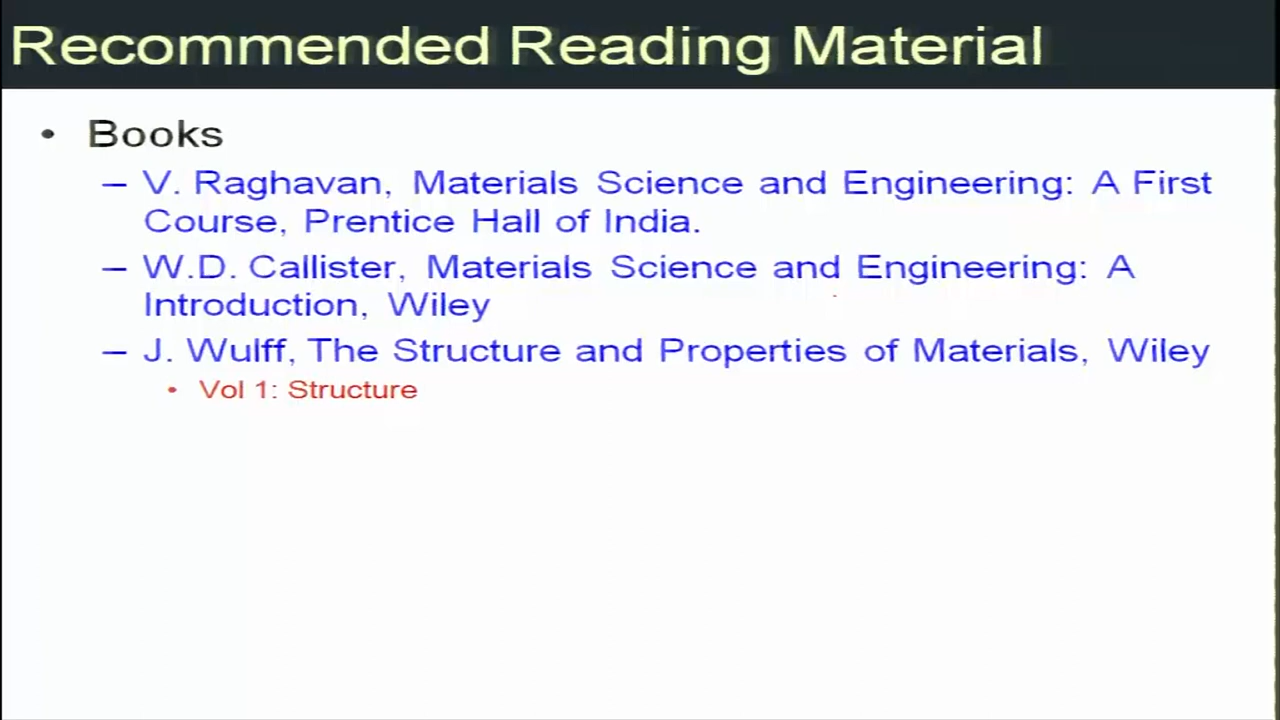 Recommended Reading Material
• Books
– V. Raghavan, Materials Science and Engineering: A First
Course, Prentice Hall of India.
– W.D. Callister, Materials Science and Engineering: A
Introduction, Wiley
– J. Wulff, The Structure and Properties of Materials, Wiley
• Vol 1: Structure